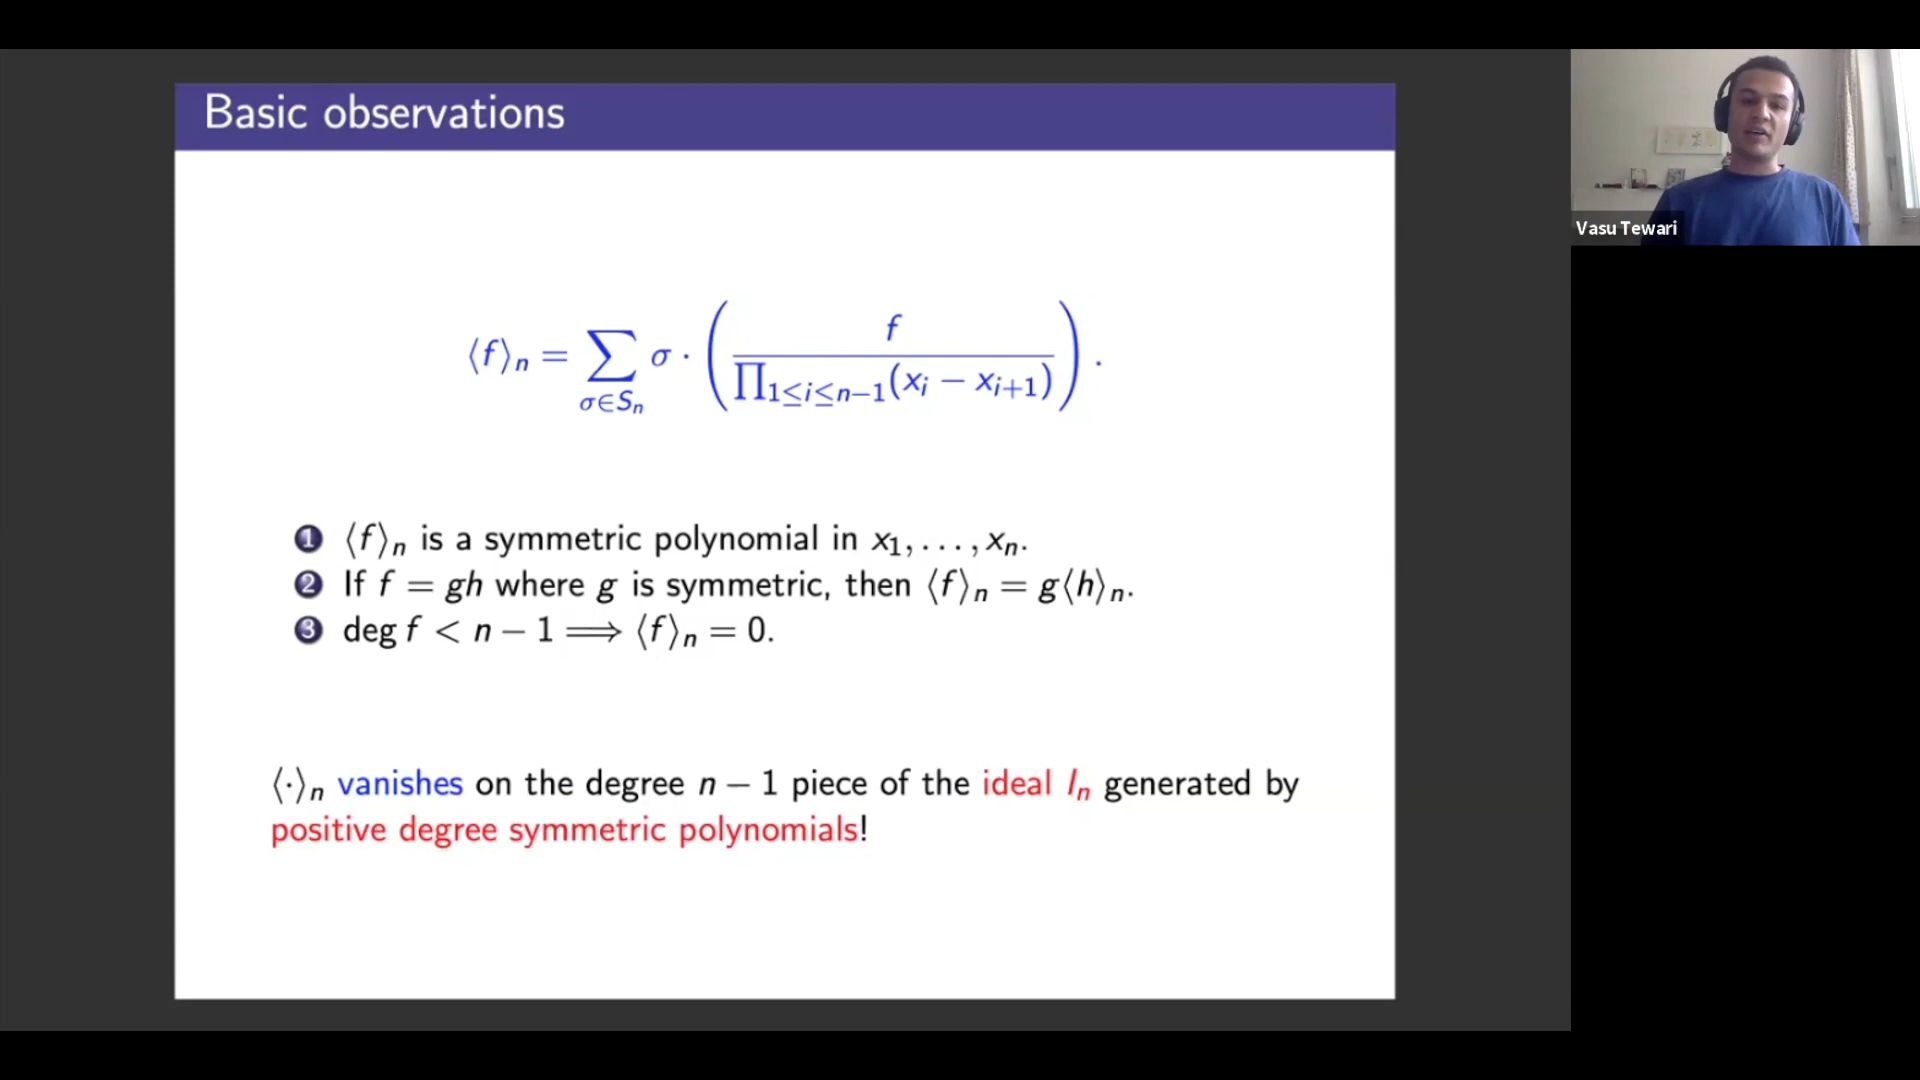 Basic observations
⟨f⟩ₙ = ∑_{σ∈Sₙ} σ · ( f / ∏_{1≤i≤n−1}(xᵢ − xᵢ₊₁) ) .
1 ⟨f⟩ₙ is a symmetric polynomial in x₁, . . . , xₙ.
2 If f = gh where g is symmetric, then ⟨f⟩ₙ = g⟨h⟩ₙ.
3 deg f < n − 1 ⟹ ⟨f⟩ₙ = 0.
⟨·⟩ₙ vanishes on the degree n − 1 piece of the ideal Iₙ generated by
positive degree symmetric polynomials!
Vasu Tewari